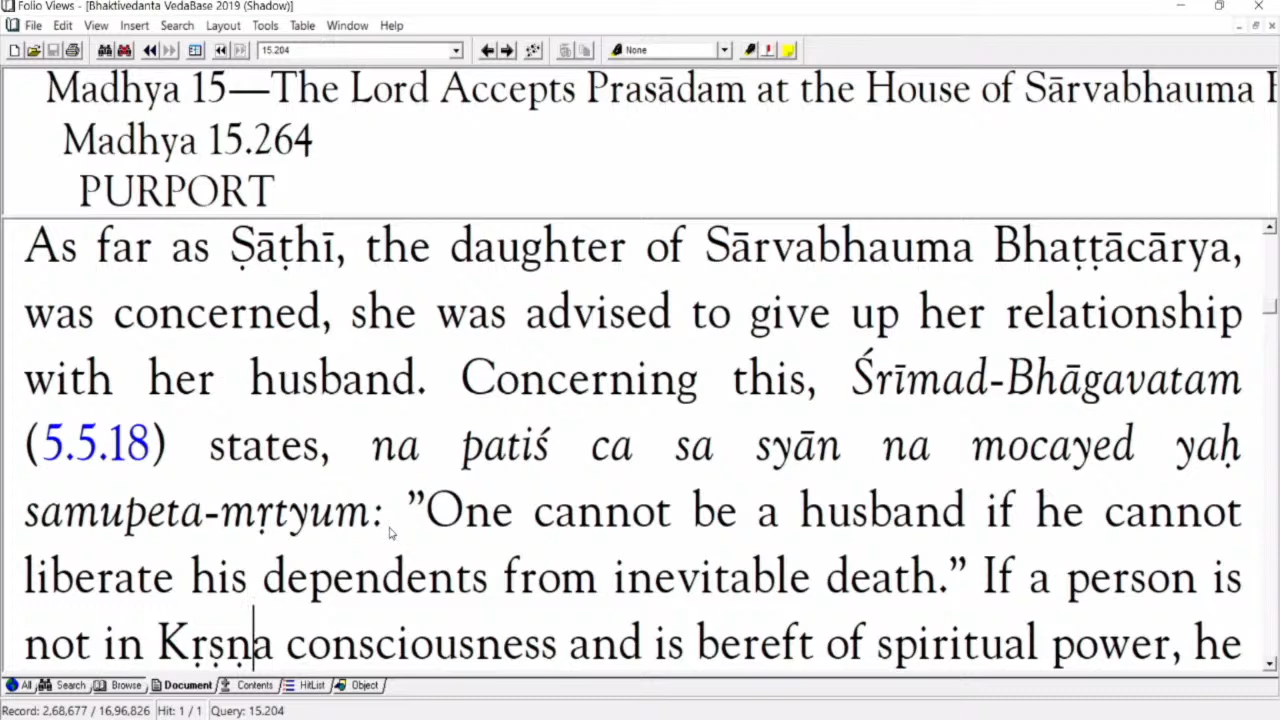 Folio Views - [Bhaktivedanta VedaBase 2019 (Shadow)]
File Edit View Insert Search Layout Tools Table Window Help
15.204 None
Madhya 15—The Lord Accepts Prasādam at the House of Sārvabhauma
Madhya 15.264
PURPORT
As far as Ṣāṭhī, the daughter of Sārvabhauma Bhaṭṭācārya,
was concerned, she was advised to give up her relationship
with her husband. Concerning this, Śrīmad-Bhāgavatam
(5.5.18) states, na patiś ca sa syān na mocayed yaḥ
samupeta-mṛtyum: ”One cannot be a husband if he cannot
liberate his dependents from inevitable death.” If a person is
not in Kṛṣṇa consciousness and is bereft of spiritual power, he
All Search Browse Document Contents HitList Object
Record: 2,68,677 / 16,96,826 Hit: 1 / 1 Query: 15.204